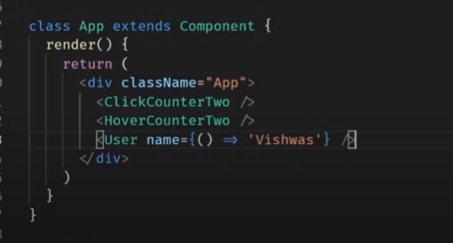 class App extends Component {
render() {
return (
<div className="App">
<ClickCounterTwo />
<HoverCounterTwo />
<User name={() => 'Vishwas'} />
</div>
)
}
}